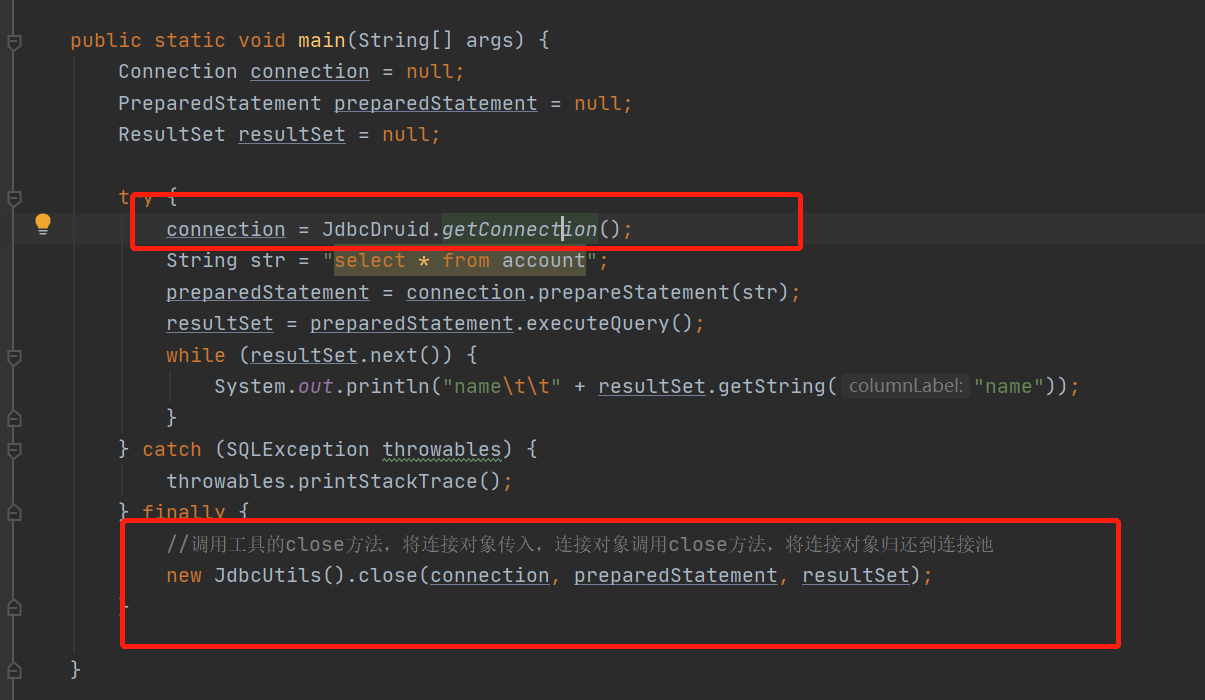 public static void main(String[] args) {
Connection connection = null;
PreparedStatement preparedStatement = null;
ResultSet resultSet = null;
try {
connection = JdbcDruid.getConnection();
String str = "select * from account";
preparedStatement = connection.prepareStatement(str);
resultSet = preparedStatement.executeQuery();
while (resultSet.next()) {
System.out.println("name\t\t" + resultSet.getString( columnLabel: "name"));
}
} catch (SQLException throwables) {
throwables.printStackTrace();
} finally {
//调用工具的close方法，将连接对象传入，连接对象调用close方法，将连接对象归还到连接池
new JdbcUtils().close(connection, preparedStatement, resultSet);
}
}